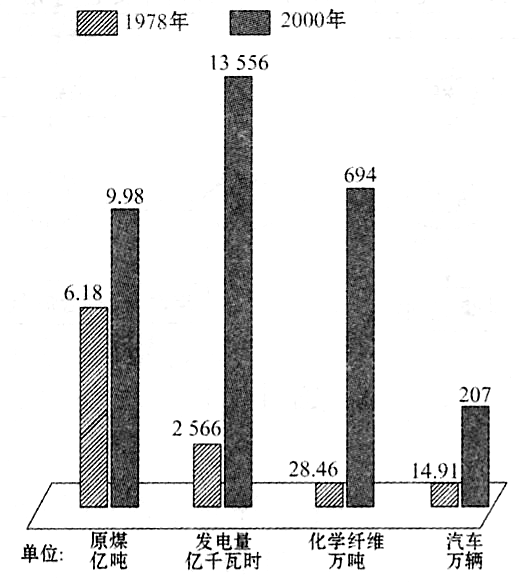 1978年 2000年
13 556
694
9.98
6.18
207
2 566
28.46
14.91
单位: 原煤 发电量 化学纤维 汽车
亿吨 亿千瓦时 万吨 万辆